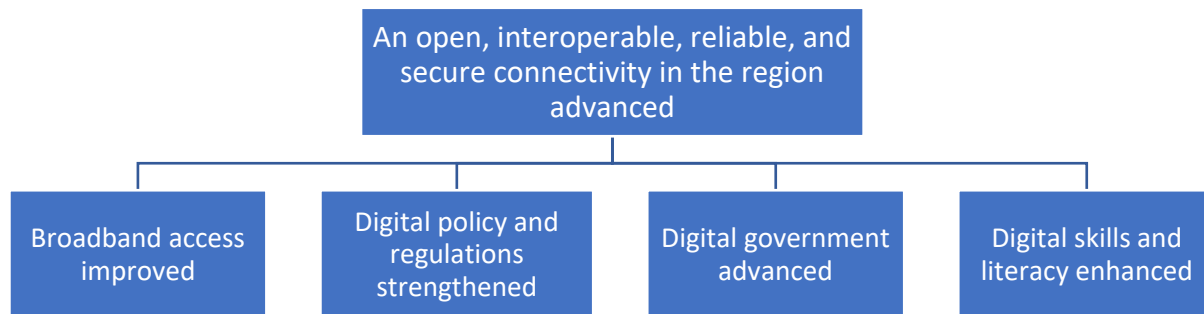 An open, interoperable, reliable, and
secure connectivity in the region
advanced
Broadband access
improved
Digital policy and
regulations
strengthened
Digital government
advanced
Digital skills and
literacy enhanced